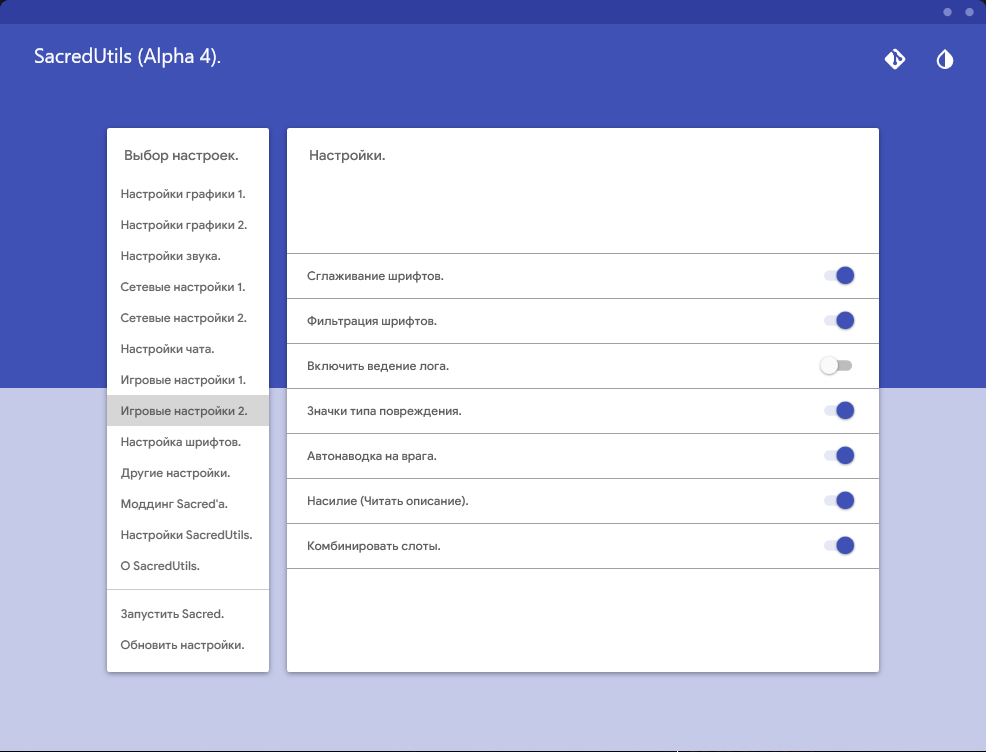 SacredUtils (Alpha 4).
Выбор настроек.
Настройки графики 1.
Настройки графики 2.
Настройки звука.
Сетевые настройки 1.
Сетевые настройки 2.
Настройки чата.
Игровые настройки 1.
Игровые настройки 2.
Настройка шрифтов.
Другие настройки.
Моддинг Sacred'а.
Настройки SacredUtils.
О SacredUtils.
Запустить Sacred.
Обновить настройки.
Настройки.
Сглаживание шрифтов.
Фильтрация шрифтов.
Включить ведение лога.
Значки типа повреждения.
Автонаводка на врага.
Насилие (Читать описание).
Комбинировать слоты.